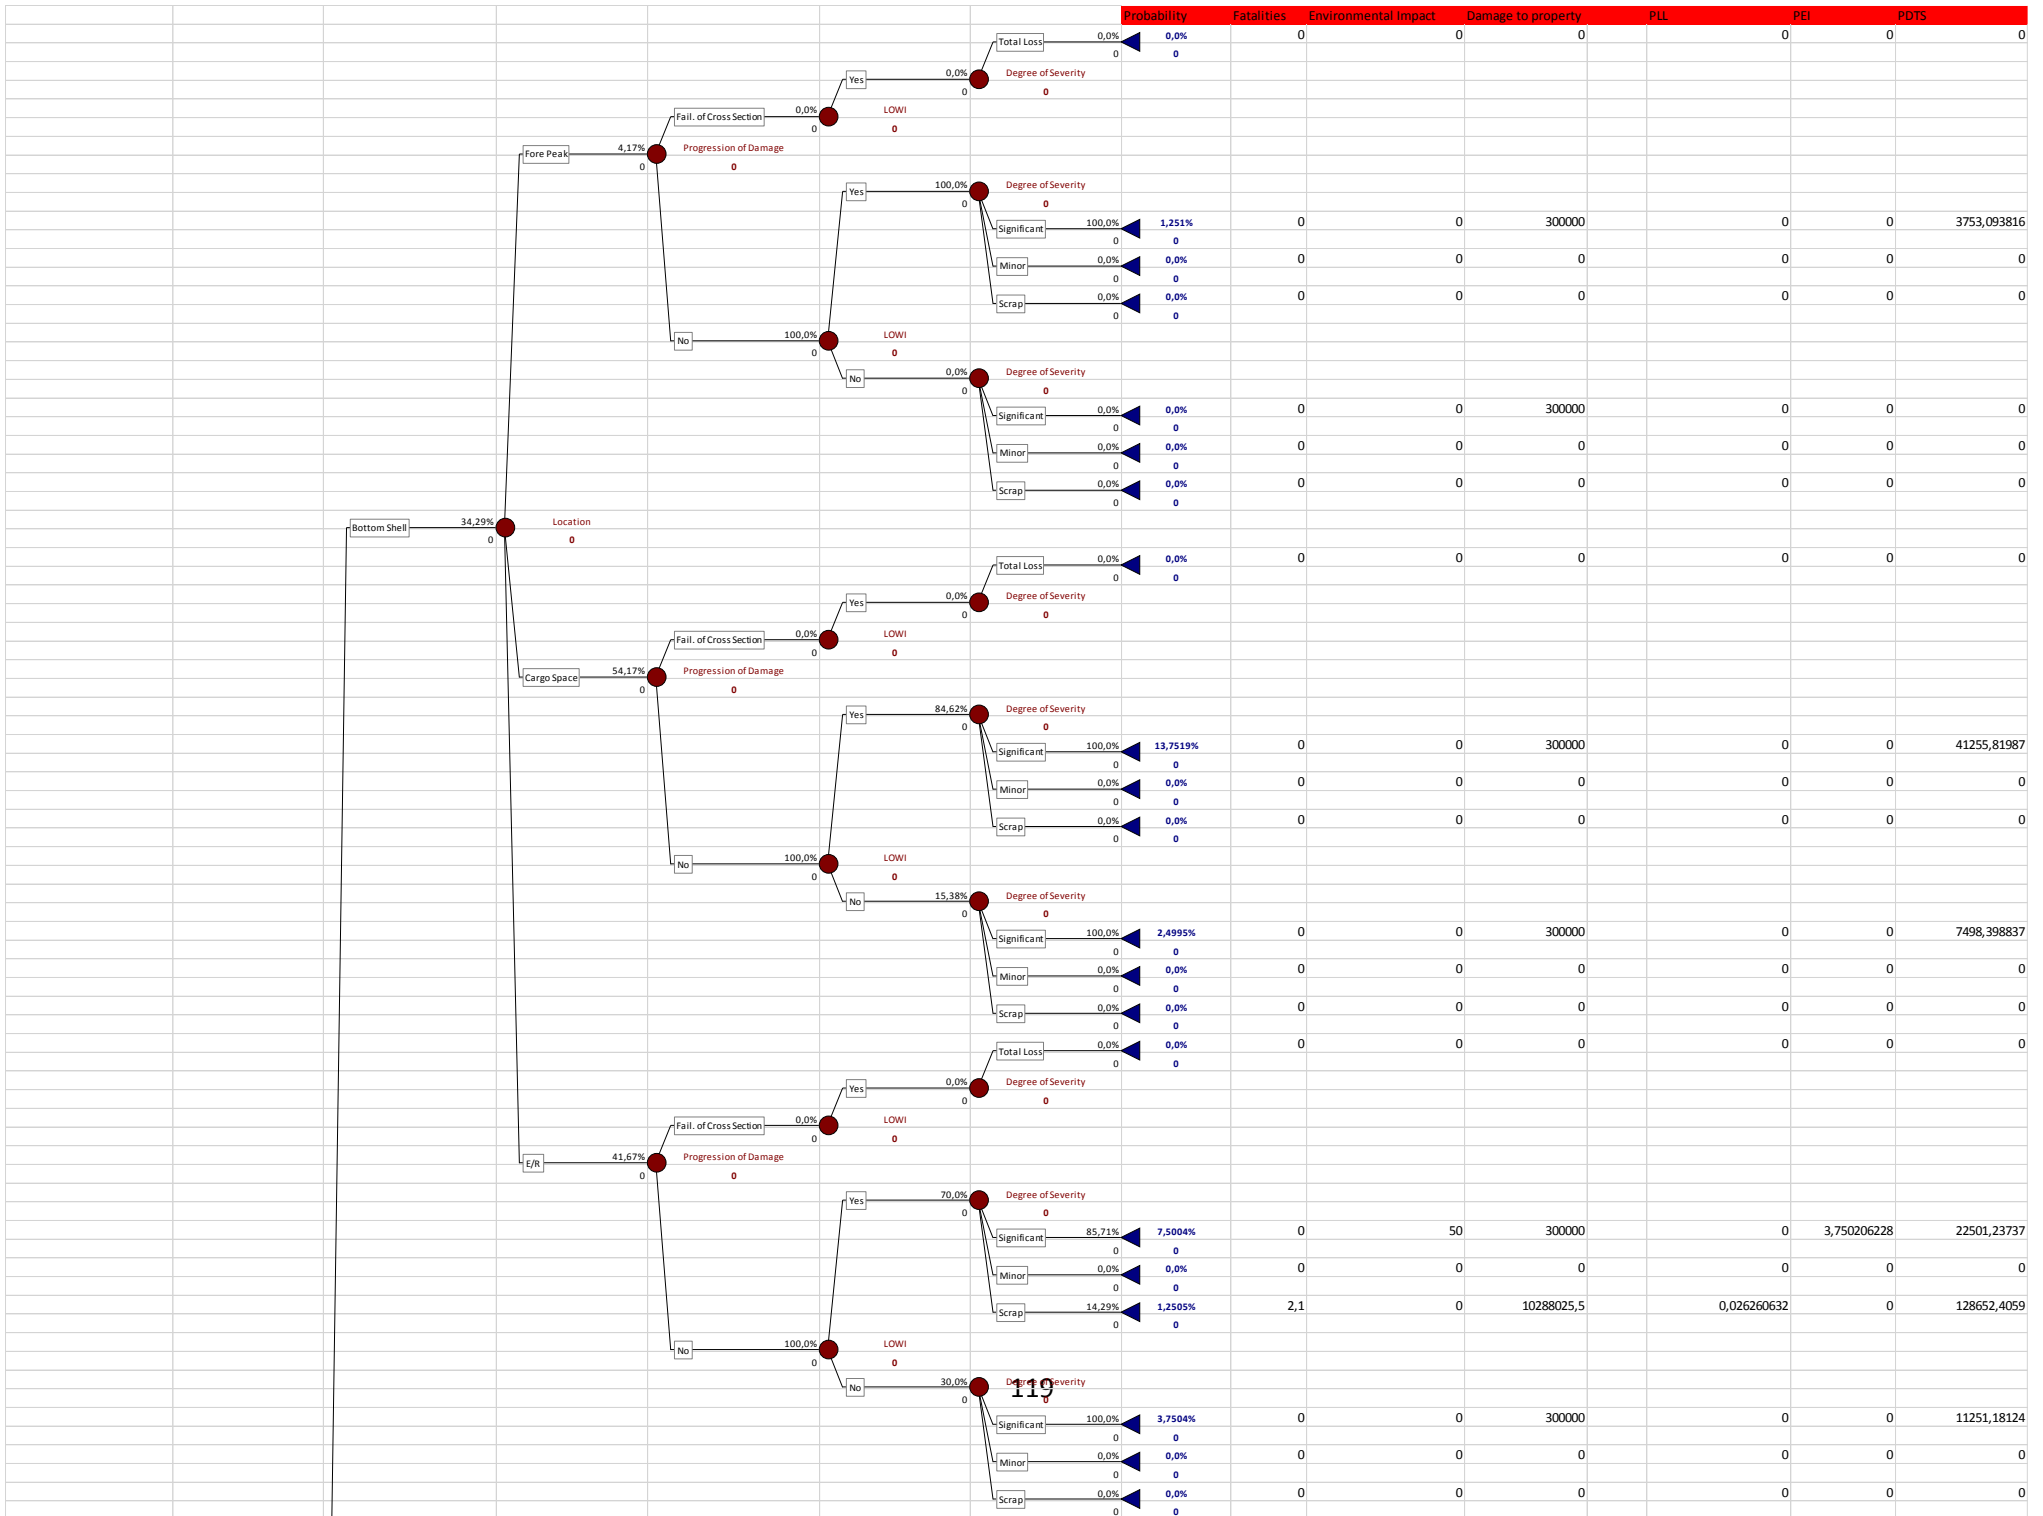 Probability Fatalities Environmental Impact Damage to property PLL PEI PDTS
Total Loss 0,0% 0,0% 0 0 0 0 0 0
0 0
Yes 0,0% Degree of Severity
0 0
Fail. of Cross Section 0,0% LOWI
0 0
Fore Peak 4,17% Progression of Damage
0 0
Yes 100,0% Degree of Severity
0 0
Significant 100,0% 1,251% 0 0 300000 0 0 3753,093816
0 0
Minor 0,0% 0,0% 0 0 0 0 0 0
0 0
Scrap 0,0% 0,0% 0 0 0 0 0 0
0 0
No 100,0% LOWI
0 0
No 0,0% Degree of Severity
0 0
Significant 0,0% 0,0% 0 0 300000 0 0 0
0 0
Minor 0,0% 0,0% 0 0 0 0 0 0
0 0
Scrap 0,0% 0,0% 0 0 0 0 0 0
0 0
Bottom Shell 34,29% Location
0 0
Total Loss 0,0% 0,0% 0 0 0 0 0 0
0 0
Yes 0,0% Degree of Severity
0 0
Fail. of Cross Section 0,0% LOWI
0 0
Cargo Space 54,17% Progression of Damage
0 0
Yes 84,62% Degree of Severity
0 0
Significant 100,0% 13,7519% 0 0 300000 0 0 41255,81987
0 0
Minor 0,0% 0,0% 0 0 0 0 0 0
0 0
Scrap 0,0% 0,0% 0 0 0 0 0 0
0 0
No 100,0% LOWI
0 0
No 15,38% Degree of Severity
0 0
Significant 100,0% 2,4995% 0 0 300000 0 0 7498,398837
0 0
Minor 0,0% 0,0% 0 0 0 0 0 0
0 0
Scrap 0,0% 0,0% 0 0 0 0 0 0
0 0
Total Loss 0,0% 0,0% 0 0 0 0 0 0
0 0
Yes 0,0% Degree of Severity
0 0
Fail. of Cross Section 0,0% LOWI
0 0
E/R 41,67% Progression of Damage
0 0
Yes 70,0% Degree of Severity
0 0
Significant 85,71% 7,5004% 0 50 300000 0 3,750206228 22501,23737
0 0
Minor 0,0% 0,0% 0 0 0 0 0 0
0 0
Scrap 14,29% 1,2505% 2,1 0 10288025,5 0,026260632 0 128652,4059
0 0
No 100,0% LOWI
0 0
No 30,0% Degree of Severity
0 0
119
Significant 100,0% 3,7504% 0 0 300000 0 0 11251,18124
0 0
Minor 0,0% 0,0% 0 0 0 0 0 0
0 0
Scrap 0,0% 0,0% 0 0 0 0 0 0
0 0